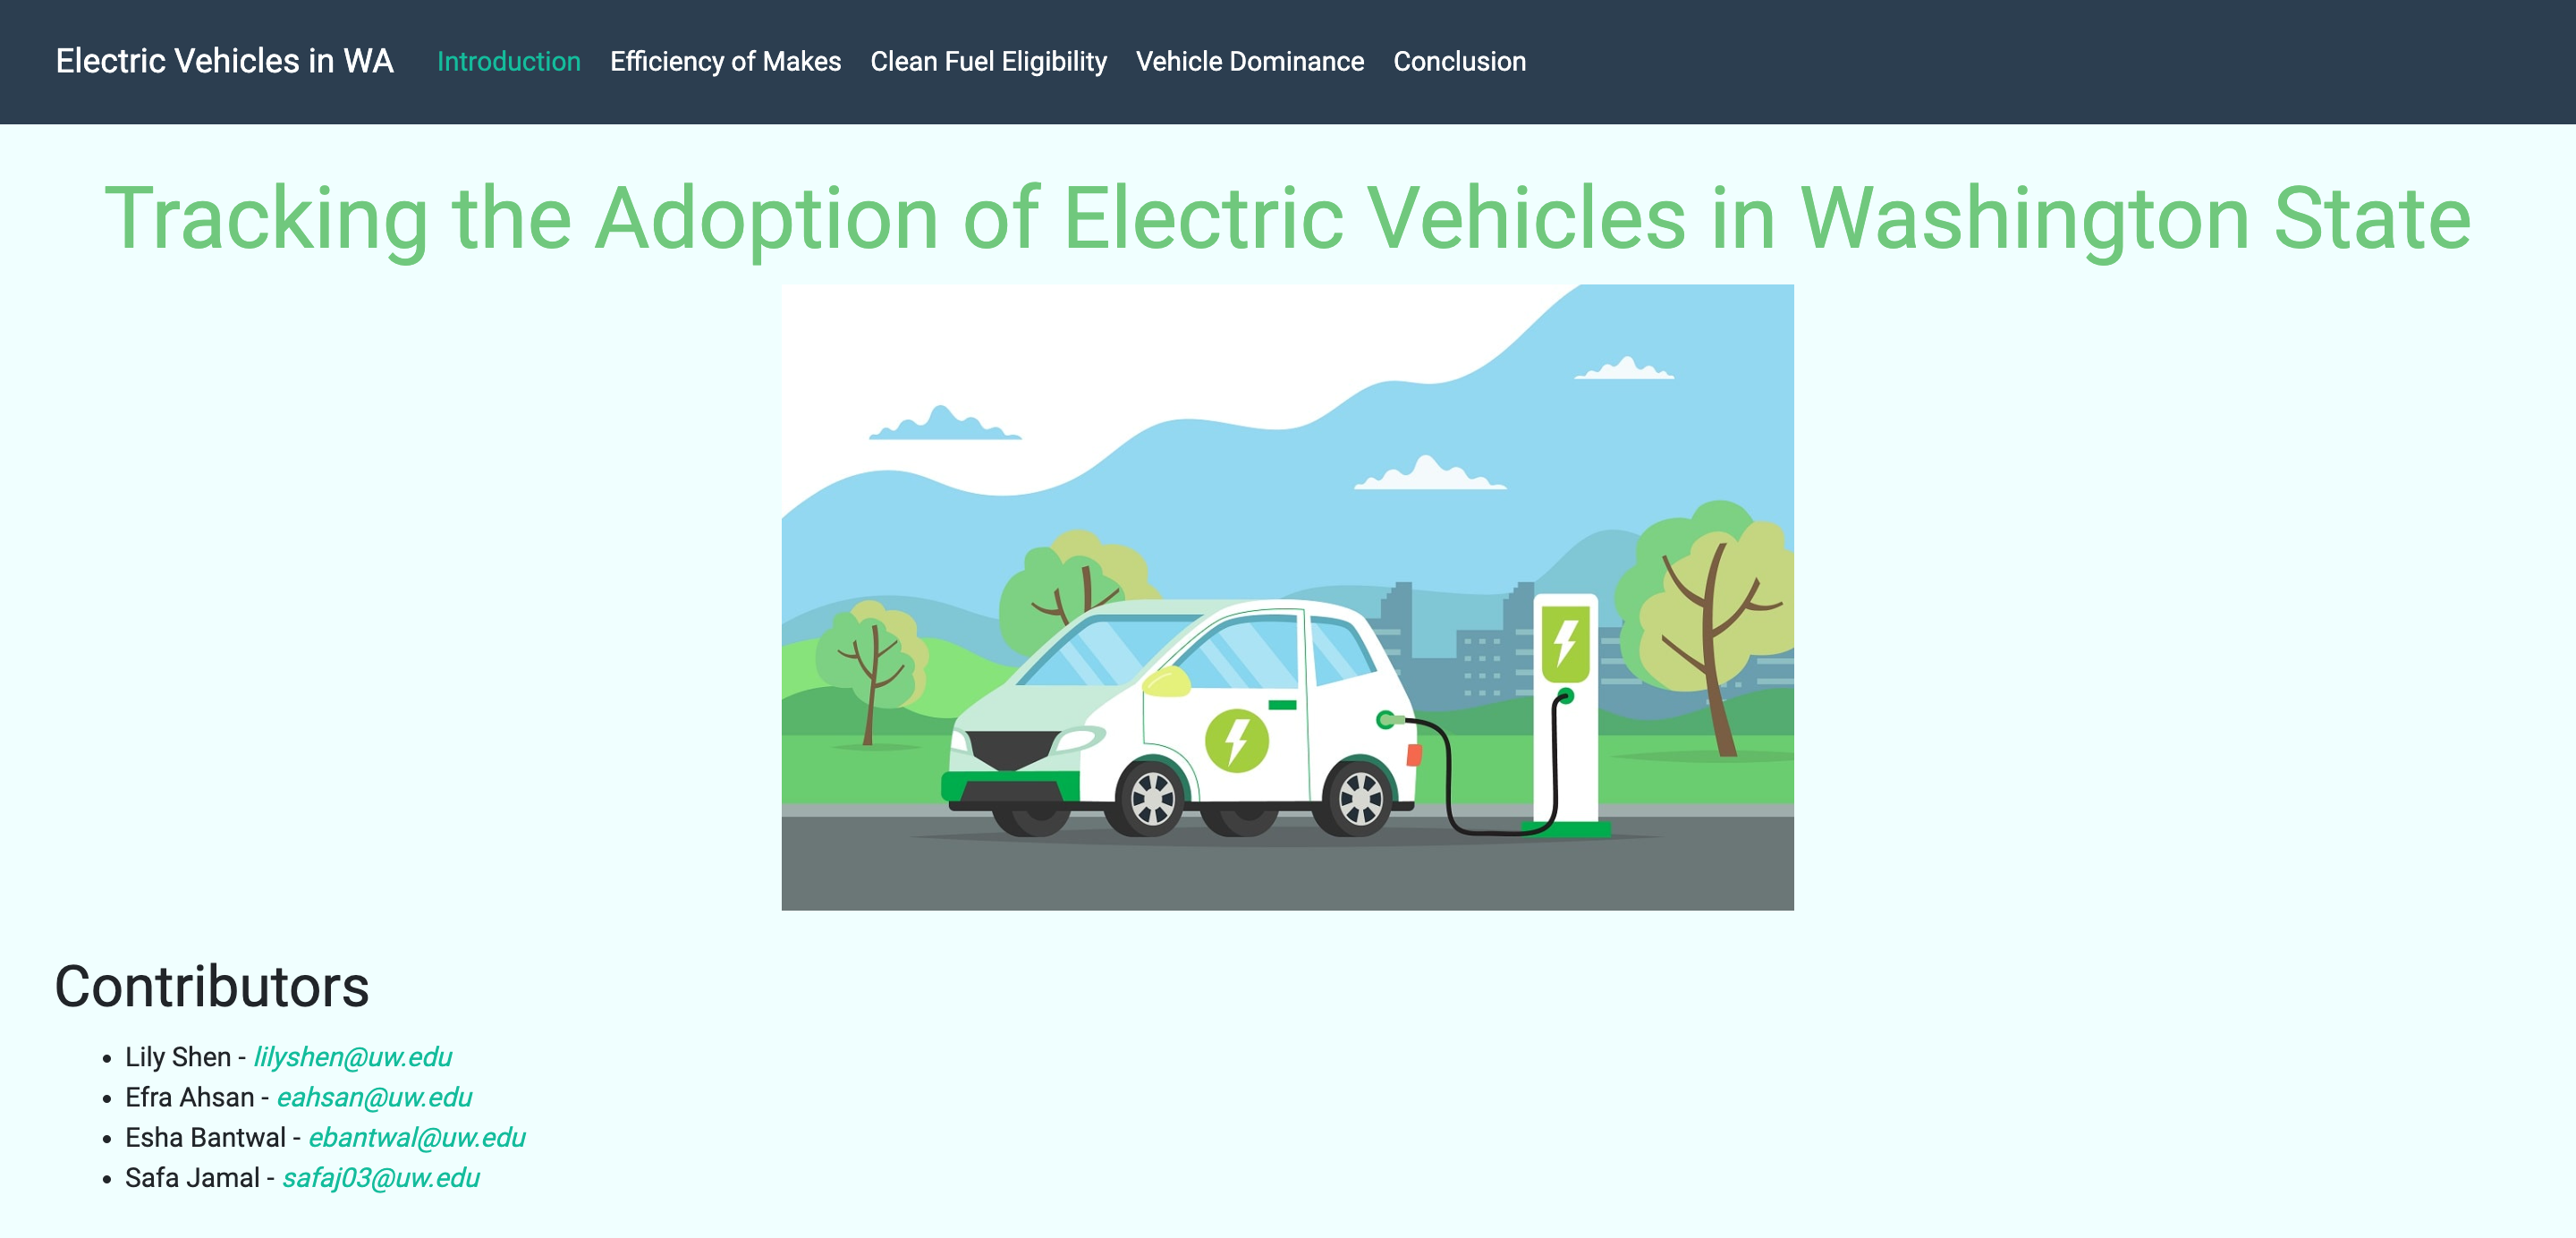 Electric Vehicles in WA Introduction Efficiency of Makes Clean Fuel Eligibility Vehicle Dominance Conclusion
Tracking the Adoption of Electric Vehicles in Washington State
Contributors
• Lily Shen - lilyshen@uw.edu
• Efra Ahsan - eahsan@uw.edu
• Esha Bantwal - ebantwal@uw.edu
• Safa Jamal - safaj03@uw.edu